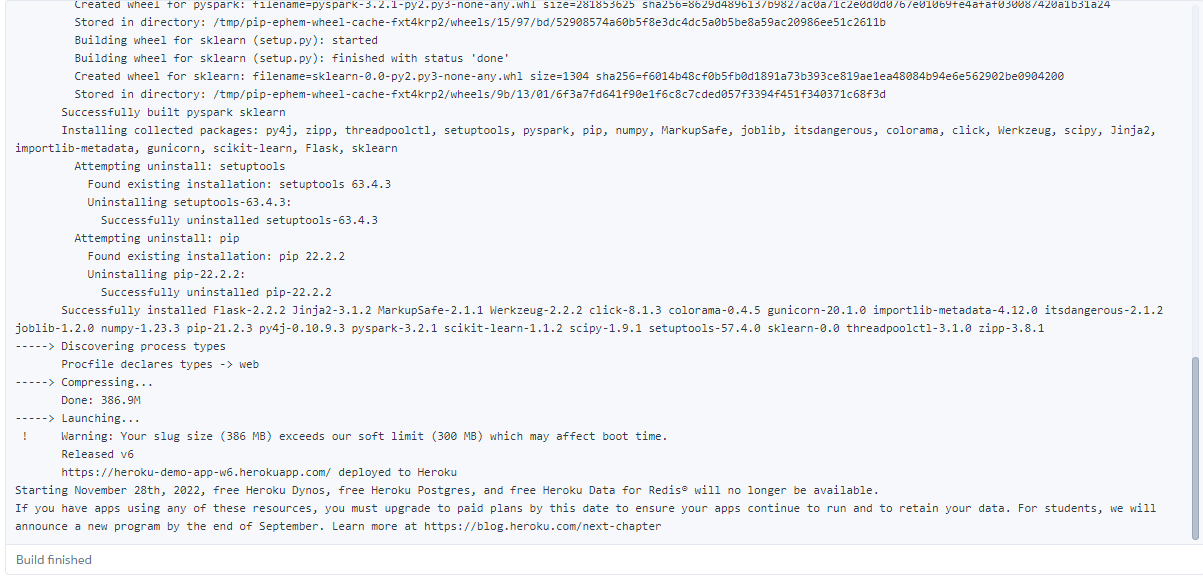 Created wheel for pyspark: filename=pyspark-3.2.1-py2.py3-none-any.whl size=281853625 sha256=8629d4896137b9827ac0a71c2e0d0d0767e01069fe4afaf030087420a1b31a24
Stored in directory: /tmp/pip-ephem-wheel-cache-fxt4krp2/wheels/15/97/bd/52908574a60b5f8e3dc4dc5a0b5be8a59ac20986ee51c2611b
Building wheel for sklearn (setup.py): started
Building wheel for sklearn (setup.py): finished with status 'done'
Created wheel for sklearn: filename=sklearn-0.0-py2.py3-none-any.whl size=1304 sha256=f6014b48cf0b5fb0d1891a73b393ce819ae1ea48084b94e6e562902be0904200
Stored in directory: /tmp/pip-ephem-wheel-cache-fxt4krp2/wheels/9b/13/01/6f3a7fd641f90e1f6c8c7cded057f3394f451f340371c68f3d
Successfully built pyspark sklearn
Installing collected packages: py4j, zipp, threadpoolctl, setuptools, pyspark, pip, numpy, MarkupSafe, joblib, itsdangerous, colorama, click, Werkzeug, scipy, Jinja2,
importlib-metadata, gunicorn, scikit-learn, Flask, sklearn
Attempting uninstall: setuptools
Found existing installation: setuptools 63.4.3
Uninstalling setuptools-63.4.3:
Successfully uninstalled setuptools-63.4.3
Attempting uninstall: pip
Found existing installation: pip 22.2.2
Uninstalling pip-22.2.2:
Successfully uninstalled pip-22.2.2
Successfully installed Flask-2.2.2 Jinja2-3.1.2 MarkupSafe-2.1.1 Werkzeug-2.2.2 click-8.1.3 colorama-0.4.5 gunicorn-20.1.0 importlib-metadata-4.12.0 itsdangerous-2.1.2
joblib-1.2.0 numpy-1.23.3 pip-21.2.3 py4j-0.10.9.3 pyspark-3.2.1 scikit-learn-1.1.2 scipy-1.9.1 setuptools-57.4.0 sklearn-0.0 threadpoolctl-3.1.0 zipp-3.8.1
-----> Discovering process types
Procfile declares types -> web
-----> Compressing...
Done: 386.9M
-----> Launching...
! Warning: Your slug size (386 MB) exceeds our soft limit (300 MB) which may affect boot time.
Released v6
https://heroku-demo-app-w6.herokuapp.com/ deployed to Heroku
Starting November 28th, 2022, free Heroku Dynos, free Heroku Postgres, and free Heroku Data for Redis® will no longer be available.
If you have apps using any of these resources, you must upgrade to paid plans by this date to ensure your apps continue to run and to retain your data. For students, we will
announce a new program by the end of September. Learn more at https://blog.heroku.com/next-chapter
Build finished